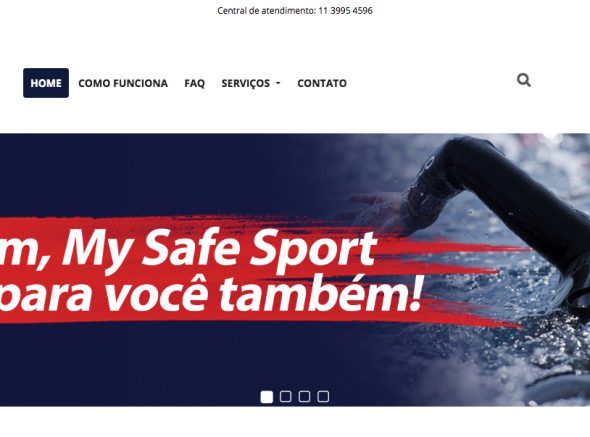 Central de atendimento: 11 3995 4596
HOME COMO FUNCIONA FAQ SERVIÇOS CONTATO
m, My Safe Sport
para você também!